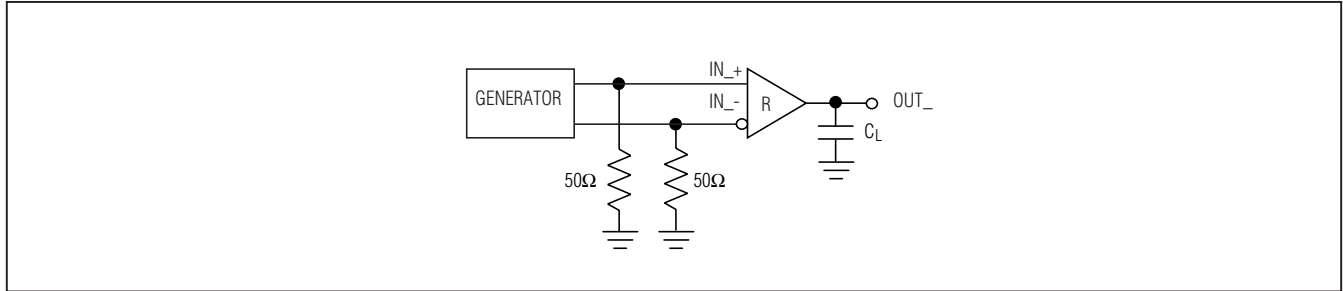 IN_+
GENERATOR
IN_-
R
OUT_
CL
50Ω
50Ω